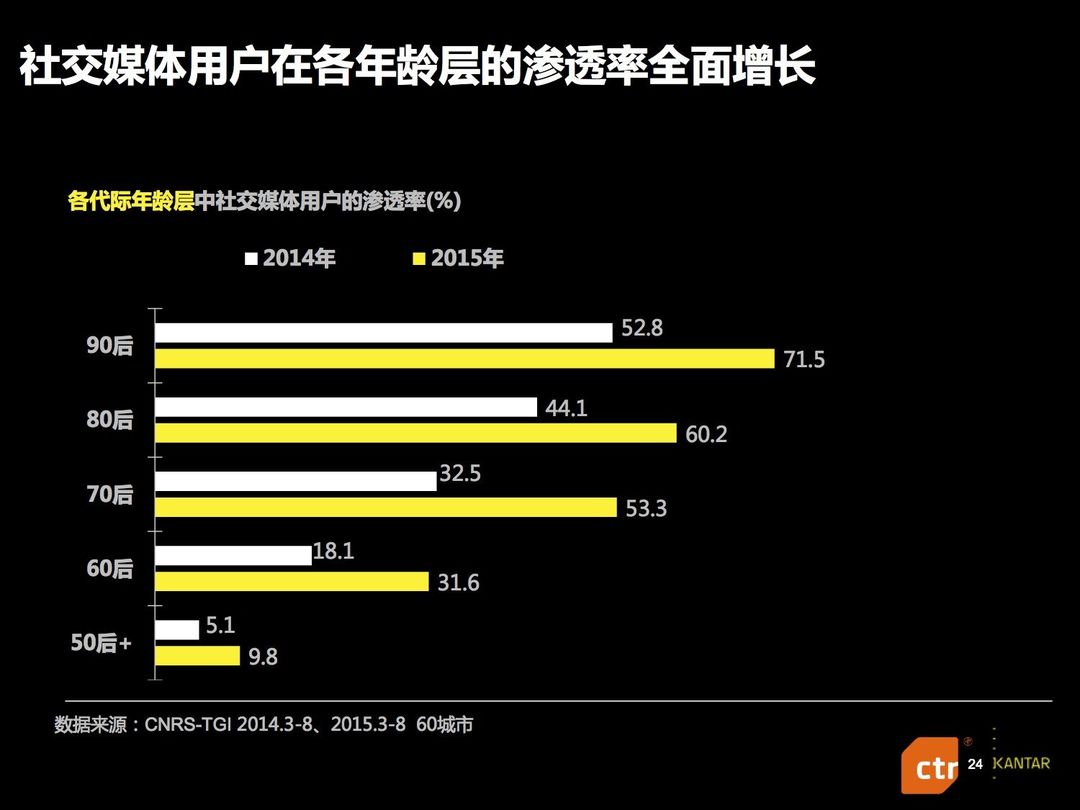 社交媒体用户在各年龄层的渗透率全面增长
各代际年龄层中社交媒体用户的渗透率(%)
2014年 2015年
90后 52.8
71.5
80后 44.1
60.2
70后 32.5
53.3
60后 18.1
31.6
50后+ 5.1
9.8
数据来源：CNRS-TGI 2014.3-8、2015.3-8 60城市
ctr 24 KANTAR